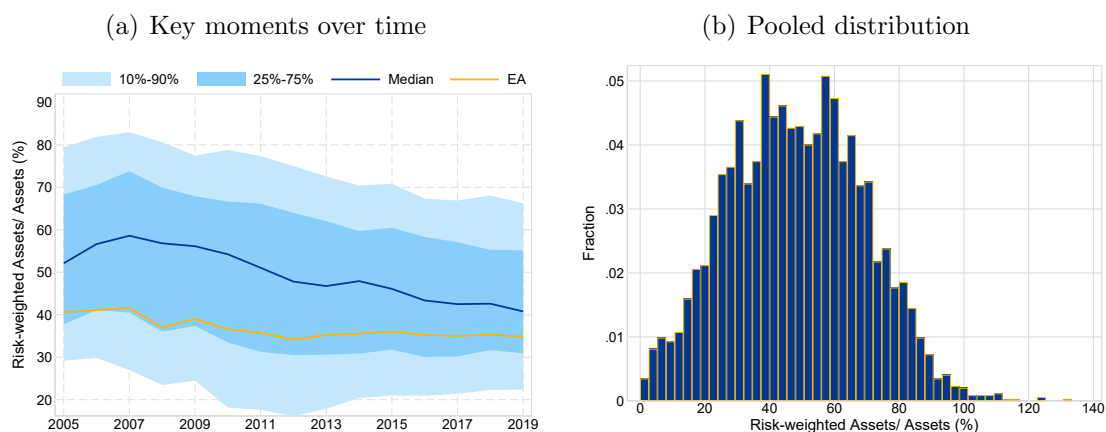 (a) Key moments over time
10%-90% 25%-75% Median EA
Risk-weighted Assets/ Assets (%)
90
80
70
60
50
40
30
20
2005 2007 2009 2011 2013 2015 2017 2019
(b) Pooled distribution
Fraction
.05
.04
.03
.02
.01
0
0 20 40 60 80 100 120 140
Risk-weighted Assets/ Assets (%)